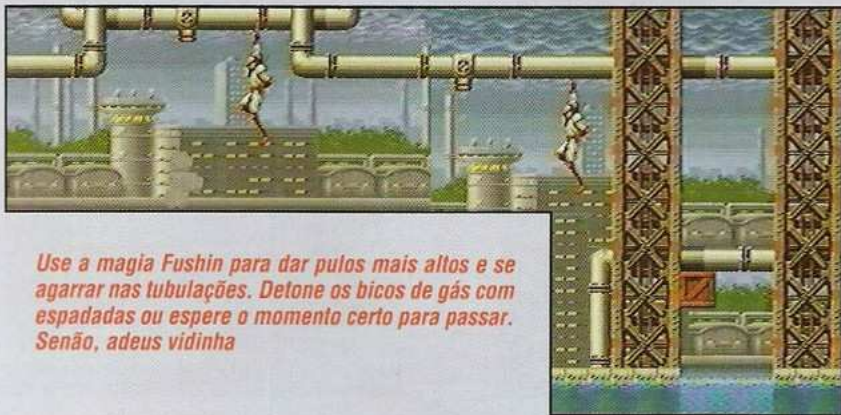 Use a magia Fushin para dar pulos mais altos e se
agarrar nas tubulações. Detone os bicos de gás com
espadadas ou espere o momento certo para passar.
Senão, adeus vidinha